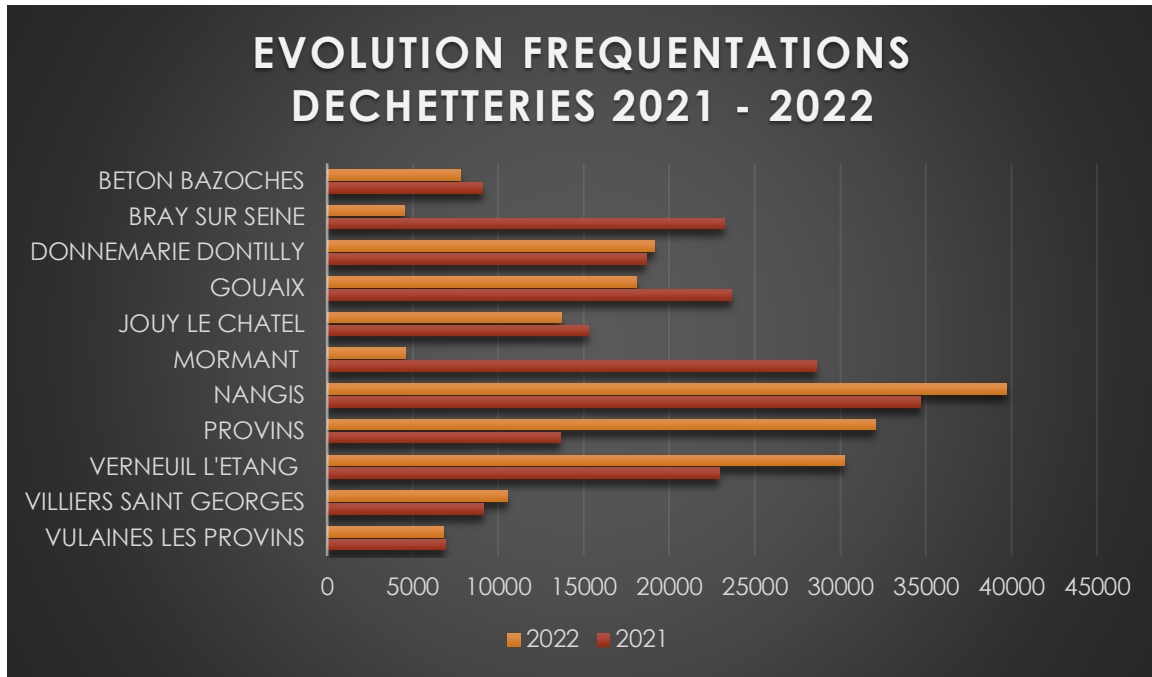 EVOLUTION FREQUENTATIONS
DECHETTERIES 2021 - 2022
BETON BAZOCHES
BRAY SUR SEINE
DONNEMARIE DONTILLY
GOUAIX
JOUY LE CHATEL
MORMANT
NANGIS
PROVINS
VERNEUIL L'ETANG
VILLIERS SAINT GEORGES
VULAINES LES PROVINS
0 5000 10000 15000 20000 25000 30000 35000 40000 45000
2022 2021